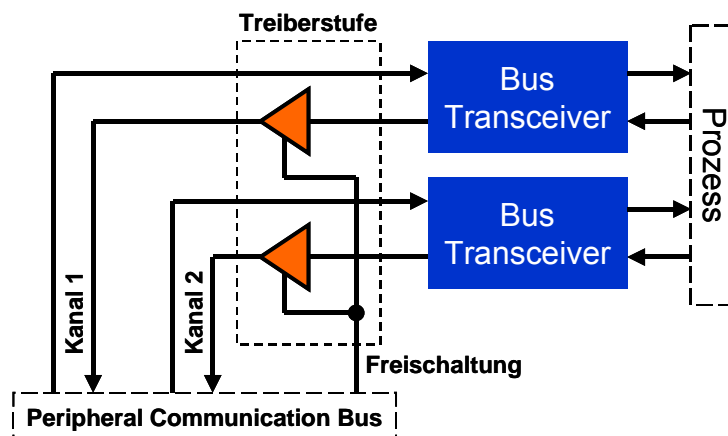 Treiberstufe
Bus
Transceiver
Prozess
Bus
Transceiver
Kanal 1
Kanal 2
Freischaltung
Peripheral Communication Bus